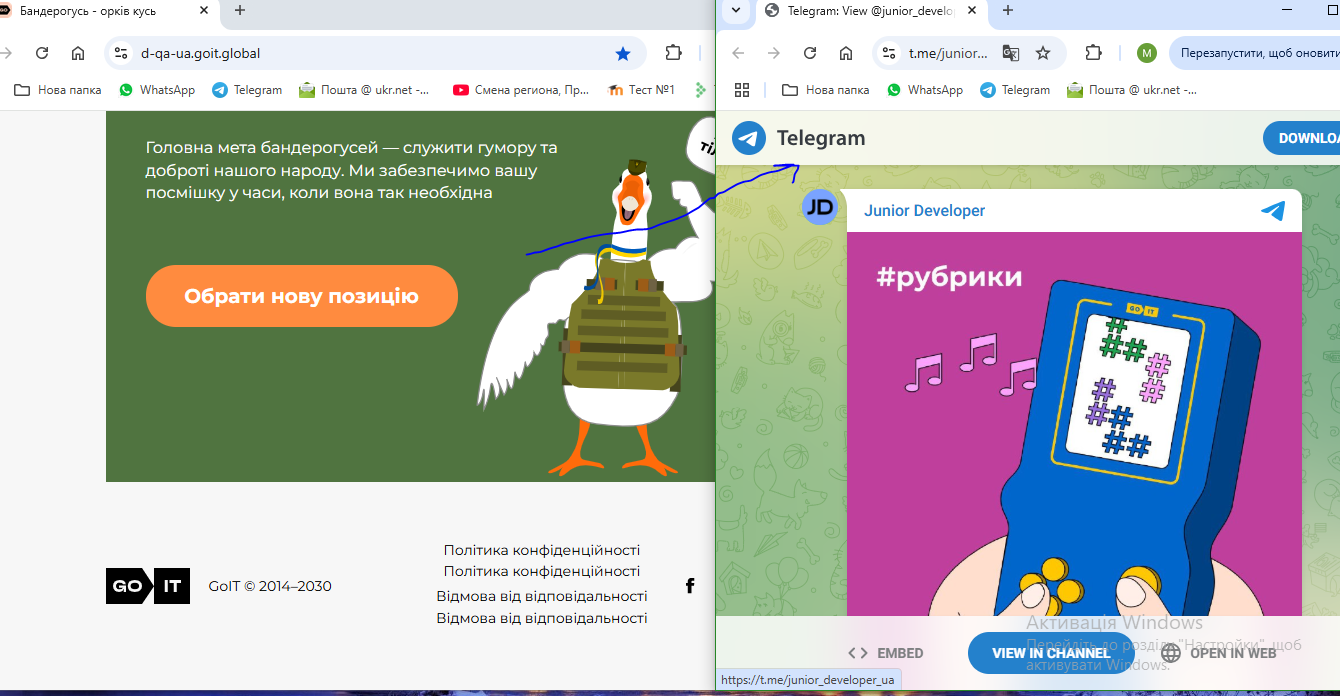 Бандерогусь - орків кусь
d-qa-ua.goit.global
Нова папка
WhatsApp
Telegram
Пошта @ ukr.net -...
Смена региона, Пр...
Тест №1
Головна мета бандерогусей — служити гумору та
доброті нашого народу. Ми забезпечимо вашу
посмішку у часи, коли вона так необхідна
Обрати нову позицію
GO IT
GoIT © 2014–2030
Політика конфіденційності
Політика конфіденційності
Відмова від відповідальності
Відмова від відповідальності
Telegram: View @junior_develo
t.me/junior...
M
Перезапустити, щоб оновити
Нова папка
WhatsApp
Telegram
Пошта @ ukr.net -...
Telegram
DOWNLOA
JD
Junior Developer
#рубрики
GO IT
EMBED
VIEW IN CHANNEL
OPEN IN WEB
Активація Windows
Перейдіть до розділу "Настройки", щоб
активувати Windows.
https://t.me/junior_developer_ua